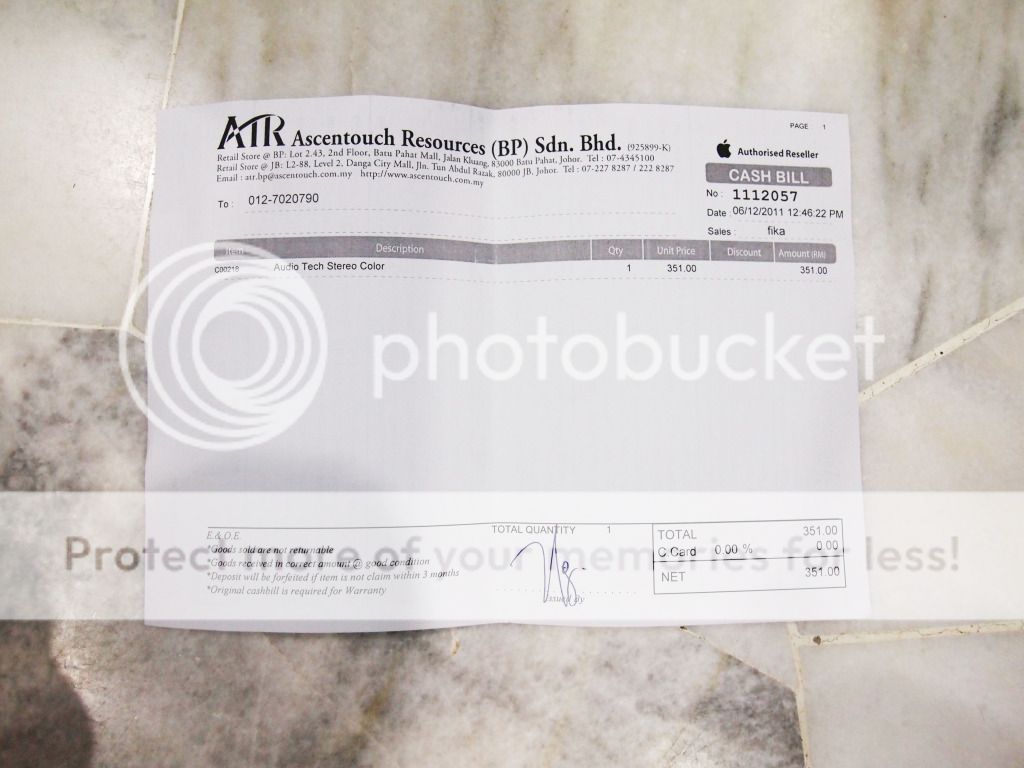 PAGE 1
ATR Ascentouch Resources (BP) Sdn. Bhd. (925899-K)
Retail Store @ BP: Lot 2.43, 2nd Floor, Batu Pahat Mall, Jalan Kluang, 83000 Batu Pahat, Johor. Tel : 07-4345100
Retail Store @ JB: L2-88, Level 2, Danga City Mall, Jln. Tun Abdul Razak, 80000 JB, Johor. Tel : 07-227 8287 / 222 8287
Email : atr.bp@ascentouch.com.my http://www.ascentouch.com.my
Authorised Reseller
CASH BILL
No : 1112057
To : 012-7020790
Date : 06/12/2011 12:46:22 PM
Sales : fika
Item Description Qty Unit Price Discount Amount (RM)
C00218 Audio Tech Stereo Color 1 351.00 351.00
photobucket
TOTAL QUANTITY 1
TOTAL 351.00
C.Card 0.00 % 0.00
NET 351.00
E.& O.E.
*Goods sold are not returnable
*Goods received in correct amount @ good condition
*Deposit will be forfeited if item is not claim within 3 months
*Original cashbill is required for Warranty
Issued By
Protect more of your memories for less!